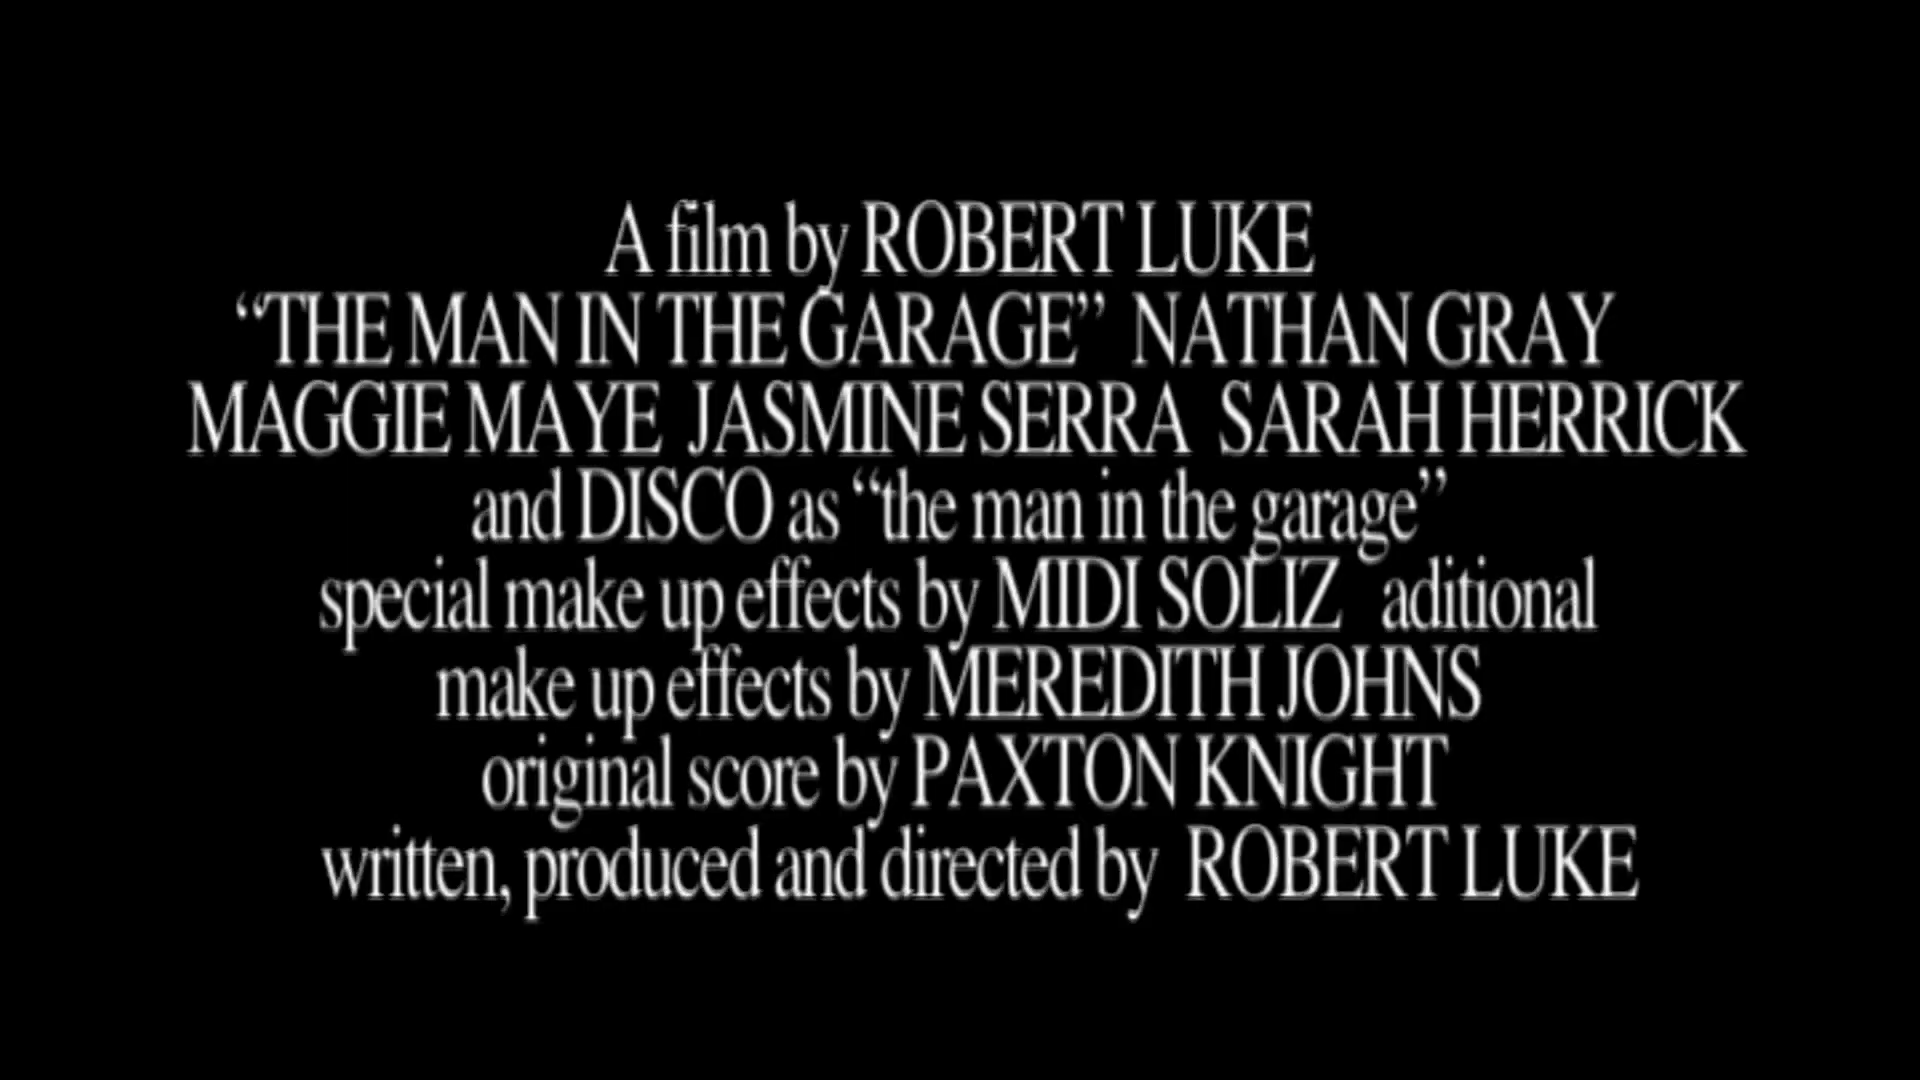 A film by ROBERT LUKE
“THE MAN IN THE GARAGE” NATHAN GRAY
MAGGIE MAYE JASMINE SERRA SARAH HERRICK
and DISCO as “the man in the garage”
special make up effects by MIDI SOLIZ aditional
make up effects by MEREDITH JOHNS
original score by PAXTON KNIGHT
written, produced and directed by ROBERT LUKE